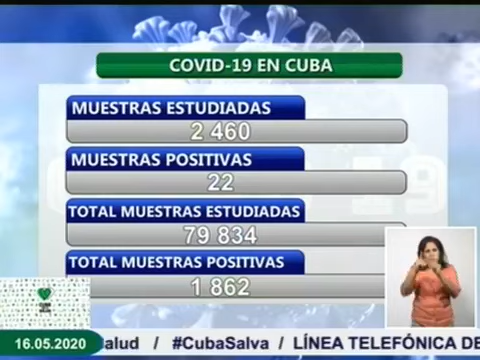 COVID-19 EN CUBA
MUESTRAS ESTUDIADAS
2 460
MUESTRAS POSITIVAS
22
TOTAL MUESTRAS ESTUDIADAS
79 834
TOTAL MUESTRAS POSITIVAS
1 862
16.05.2020
salud / #CubaSalva / LÍNEA TELEFÓNICA DE